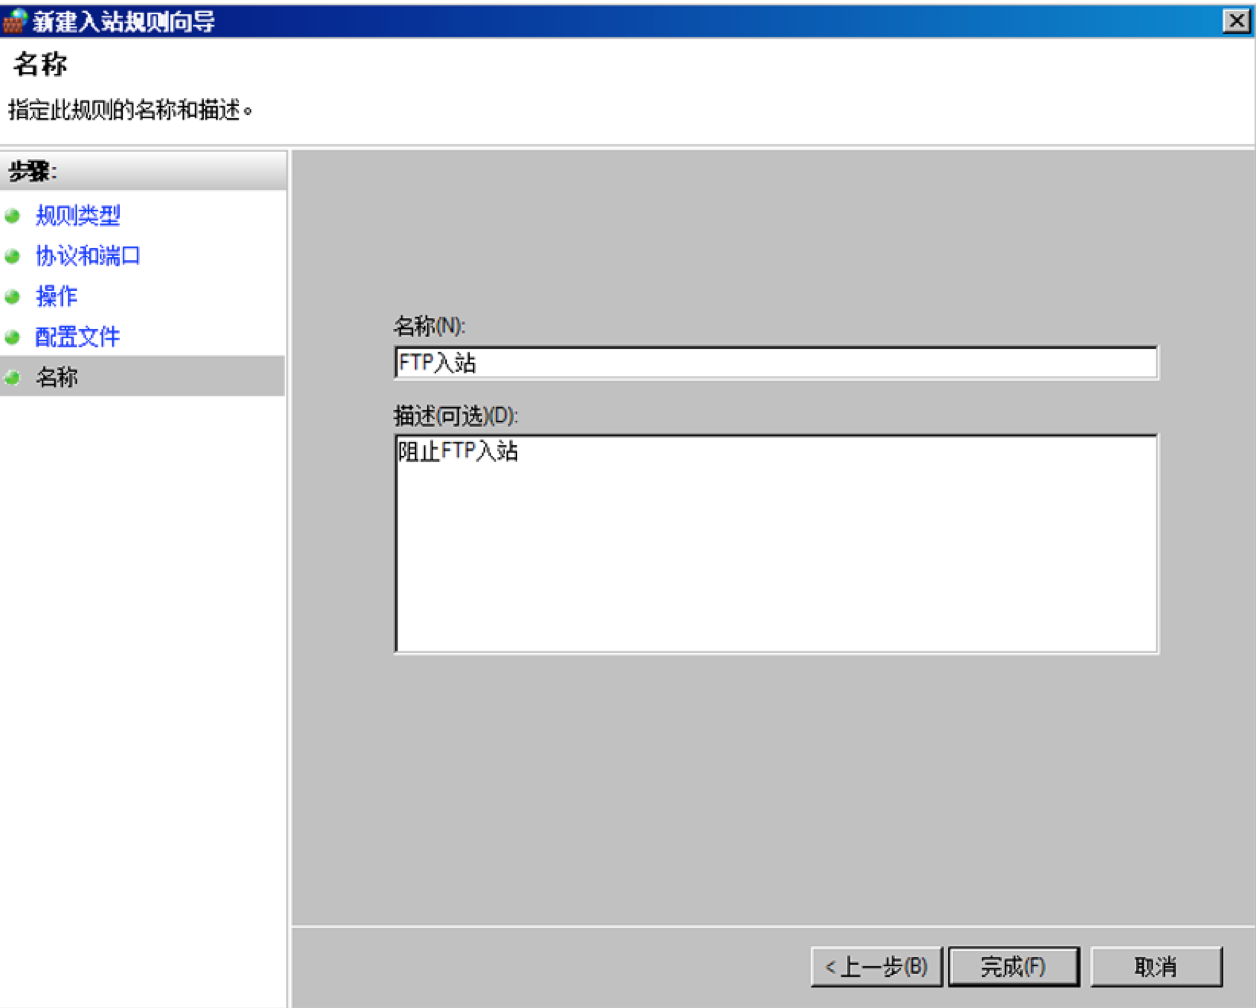 新建入站规则向导
名称
指定此规则的名称和描述。
步骤:
规则类型
协议和端口
操作
配置文件
名称
名称(N):
FTP入站
描述(可选)(D):
阻止FTP入站
< 上一步(B)
完成(F)
取消